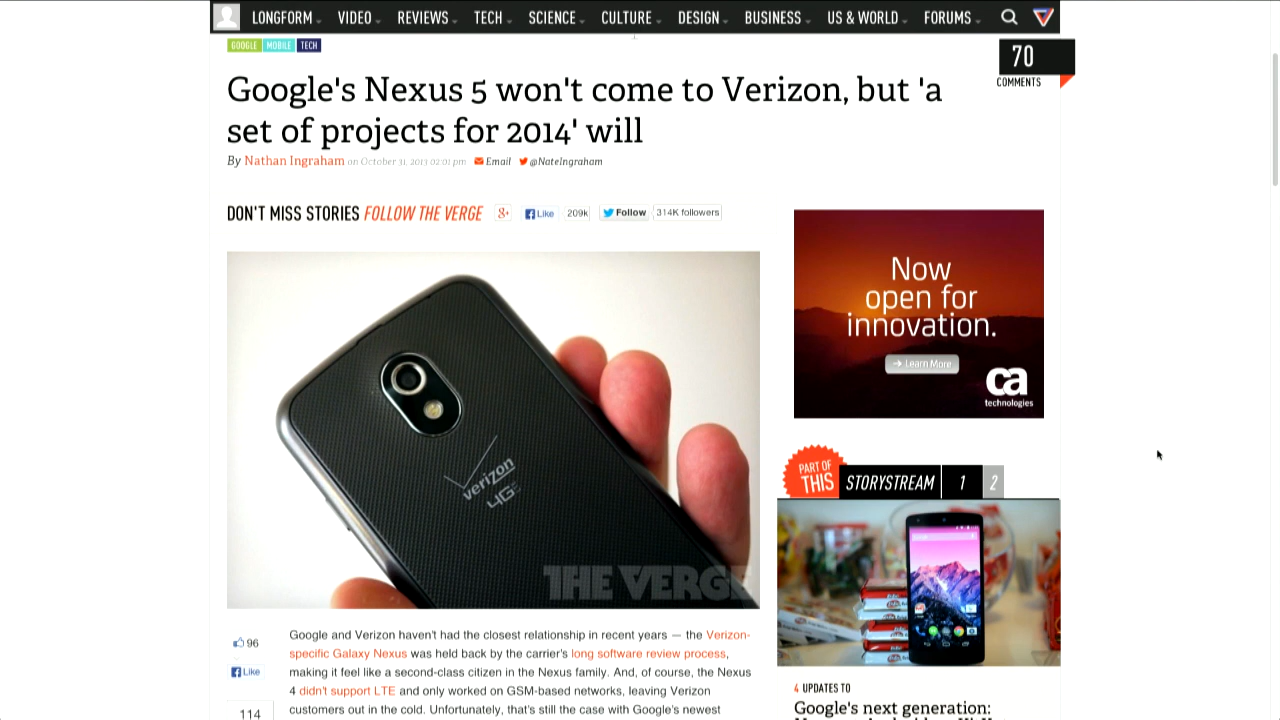 LONGFORM VIDEO REVIEWS TECH SCIENCE CULTURE DESIGN BUSINESS US & WORLD FORUMS
GOOGLE MOBILE TECH
70
COMMENTS
Google's Nexus 5 won't come to Verizon, but 'a
set of projects for 2014' will
By Nathan Ingraham on October 31, 2013 02:01 pm Email @NateIngraham
DON'T MISS STORIES FOLLOW THE VERGE
8+ Like 209k Follow 314K followers
verizon
4G
THE VERGE
Now
open for
innovation.
→ Learn More
ca
technologies
PART OF
THIS
STORYSTREAM 1 2
96
Like
114
Google and Verizon haven't had the closest relationship in recent years — the Verizon-
specific Galaxy Nexus was held back by the carrier's long software review process,
making it feel like a second-class citizen in the Nexus family. And, of course, the Nexus
4 didn't support LTE and only worked on GSM-based networks, leaving Verizon
customers out in the cold. Unfortunately, that's still the case with Google's newest
4 UPDATES TO
Google's next generation: